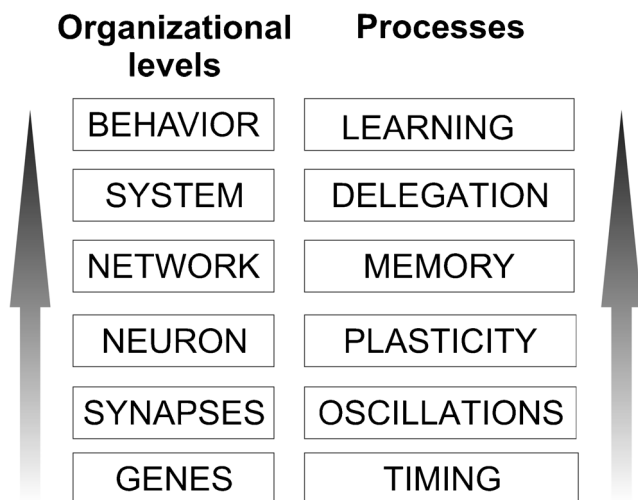 Organizational
levels
Processes
BEHAVIOR
LEARNING
SYSTEM
DELEGATION
NETWORK
MEMORY
NEURON
PLASTICITY
SYNAPSES
OSCILLATIONS
GENES
TIMING